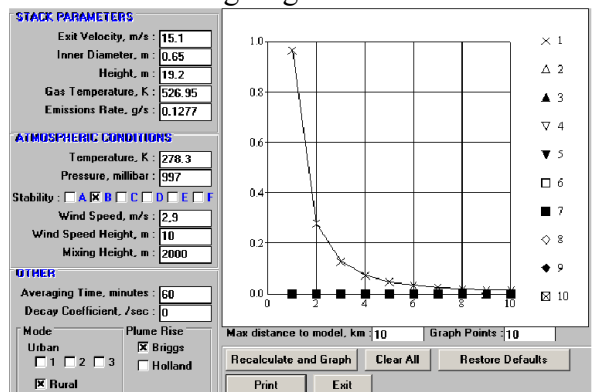 STACK PARAMETERS
Exit Velocity, m/s : 15.1
Inner Diameter, m : 0.65
Height, m : 19.2
Gas Temperature, K : 526.95
Emissions Rate, g/s : 0.1277
ATMOSPHERIC CONDITIONS
Temperature, K : 278.3
Pressure, millibar : 997
Stability : A B C D E F
Wind Speed, m/s : 2.9
Wind Speed Height, m : 10
Mixing Height, m : 2000
OTHER
Averaging Time, minutes : 60
Decay Coefficient, /sec : 0
Mode
Urban
1 2 3
Rural
Plume Rise
Briggs
Holland
1.0
0.8
0.6
0.4
0.2
0.0
0 2 4 6 8 10
1
2
3
4
5
6
7
8
9
10
Max distance to model, km : 10 Graph Points : 10
Recalculate and Graph Clear All Restore Defaults
Print Exit